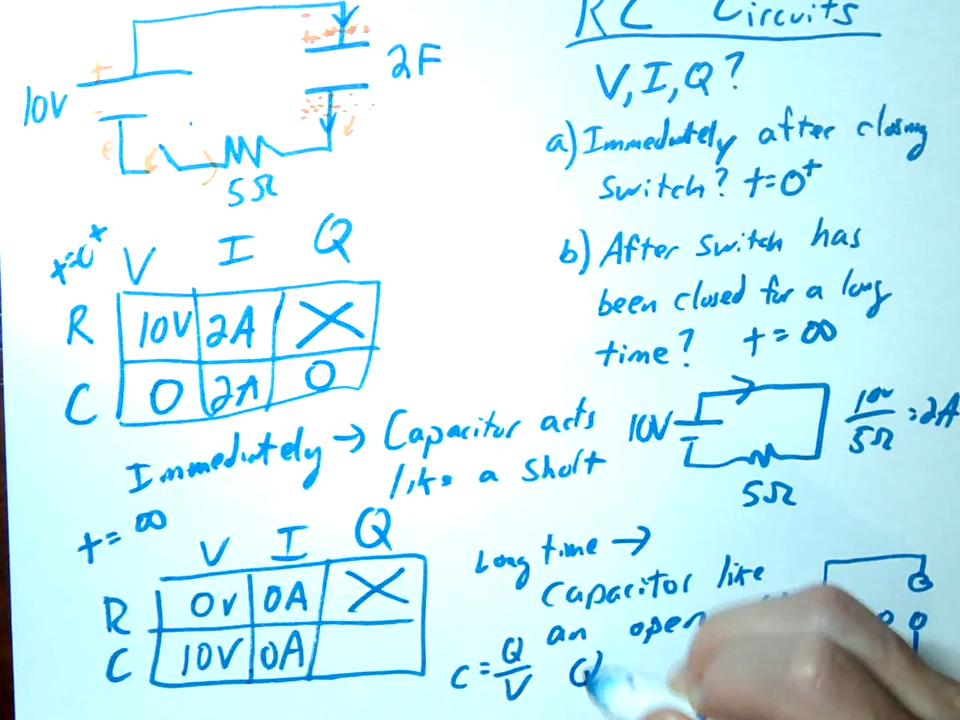 RC Circuits
V, I, Q?
a) Immediately after closing
switch? t=0+
b) After switch has
been closed for a long
time? t = ∞
10V
2F
5Ω
t=0+
V I Q
R 10V 2A X
C 0 2A 0
Immediately → Capacitor acts
like a short
10V
5Ω
10V/5Ω = 2A
t = ∞
V I Q
R 0V 0A X
C 10V 0A
Long time →
Capacitor like
an open
C = Q/V Q